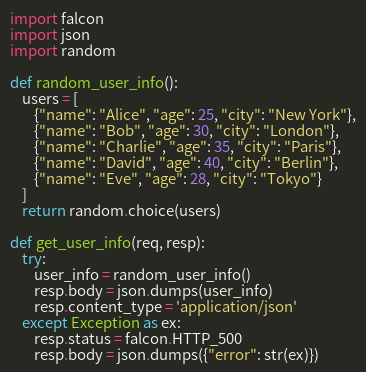 import falcon
import json
import random

def random_user_info():
    users = [
        {"name": "Alice", "age": 25, "city": "New York"},
        {"name": "Bob", "age": 30, "city": "London"},
        {"name": "Charlie", "age": 35, "city": "Paris"},
        {"name": "David", "age": 40, "city": "Berlin"},
        {"name": "Eve", "age": 28, "city": "Tokyo"}
    ]
    return random.choice(users)

def get_user_info(req, resp):
    try:
        user_info = random_user_info()
        resp.body = json.dumps(user_info)
        resp.content_type = 'application/json'
    except Exception as ex:
        resp.status = falcon.HTTP_500
        resp.body = json.dumps({"error": str(ex)})